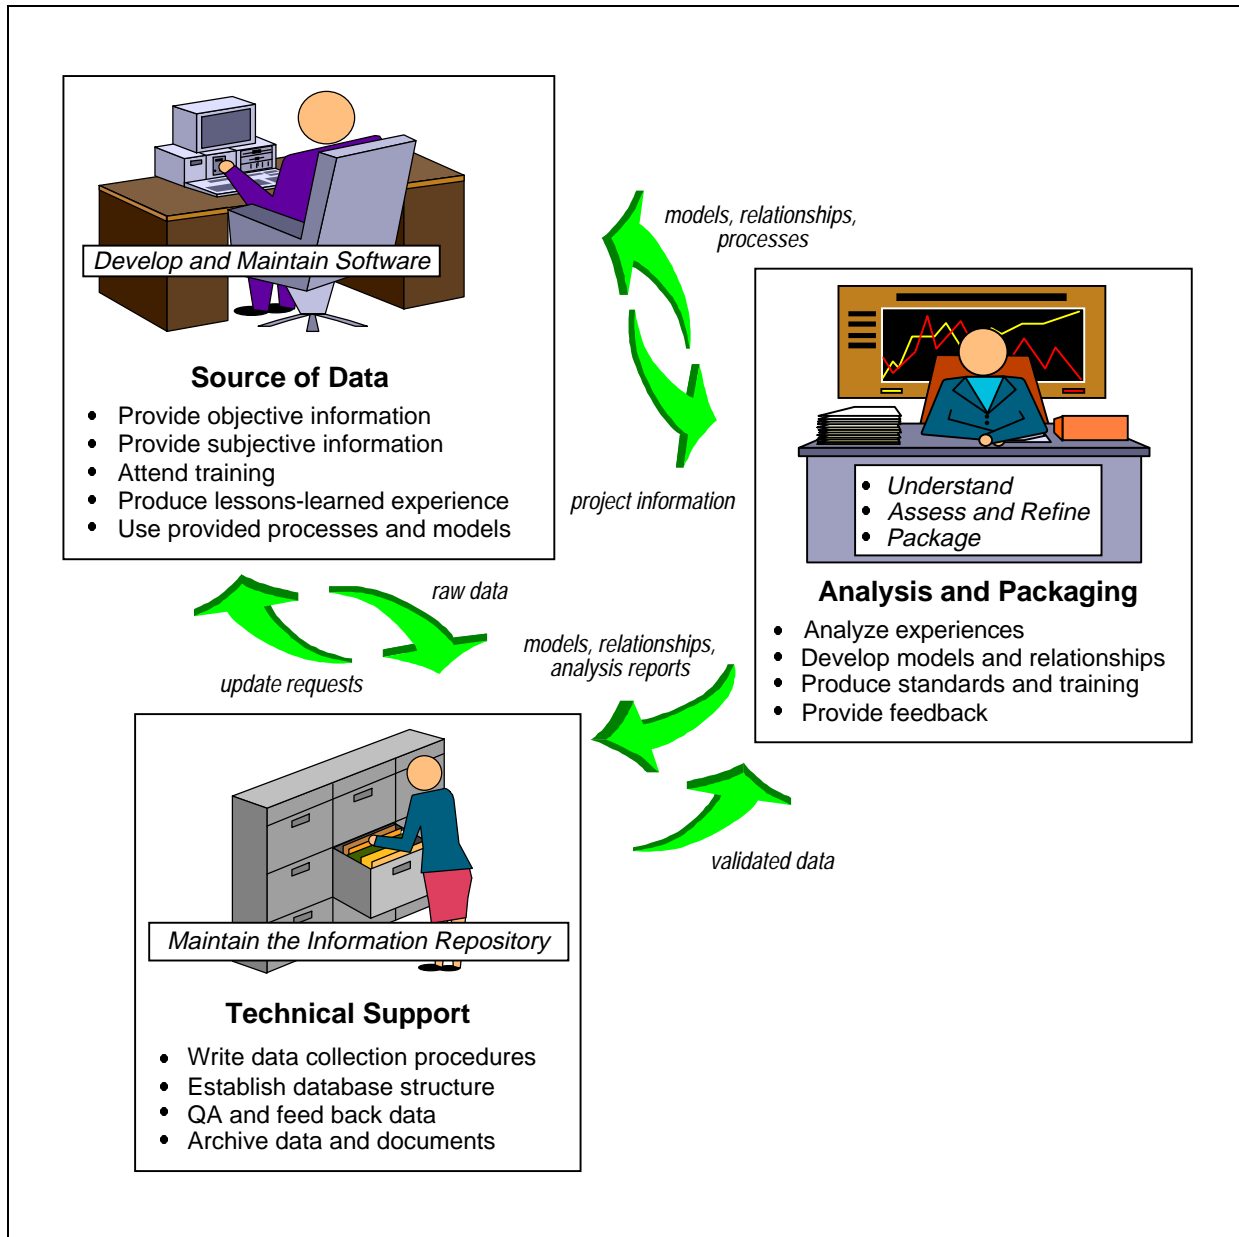 Develop and Maintain Software
Source of Data
• Provide objective information
• Provide subjective information
• Attend training
• Produce lessons-learned experience
• Use provided processes and models
models, relationships,
processes
project information
• Understand
• Assess and Refine
• Package
Analysis and Packaging
• Analyze experiences
• Develop models and relationships
• Produce standards and training
• Provide feedback
raw data
update requests
models, relationships,
analysis reports
validated data
Maintain the Information Repository
Technical Support
• Write data collection procedures
• Establish database structure
• QA and feed back data
• Archive data and documents